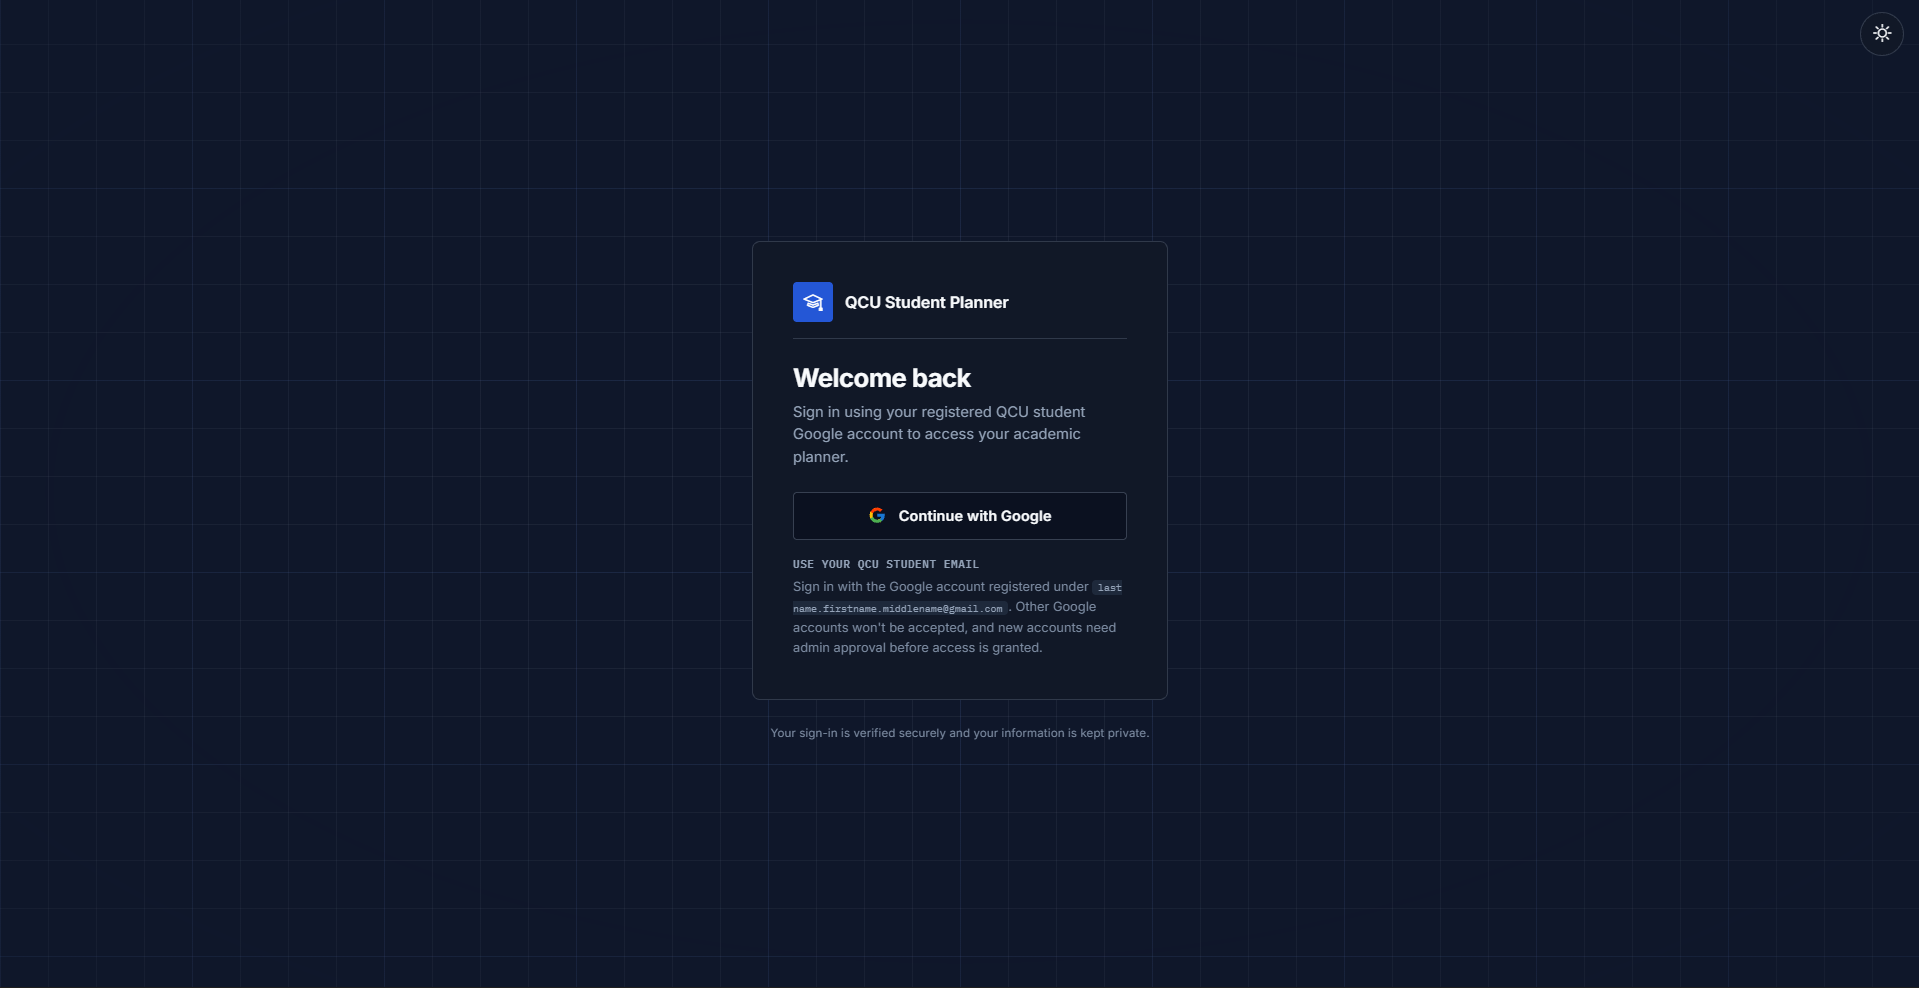 QCU Student Planner
Welcome back
Sign in using your registered QCU student
Google account to access your academic
planner.
Continue with Google
USE YOUR QCU STUDENT EMAIL
Sign in with the Google account registered under last
name.firstname.middlename@gmail.com . Other Google
accounts won't be accepted, and new accounts need
admin approval before access is granted.
Your sign-in is verified securely and your information is kept private.